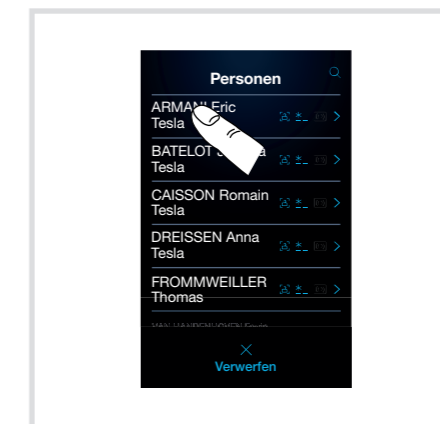 Personen
ARMANI Eric
Tesla
BATELOT
Tesla
CAISSON Romain
Tesla
DREISSEN Anna
Tesla
FROMMWEILLER
Thomas
Verwerfen